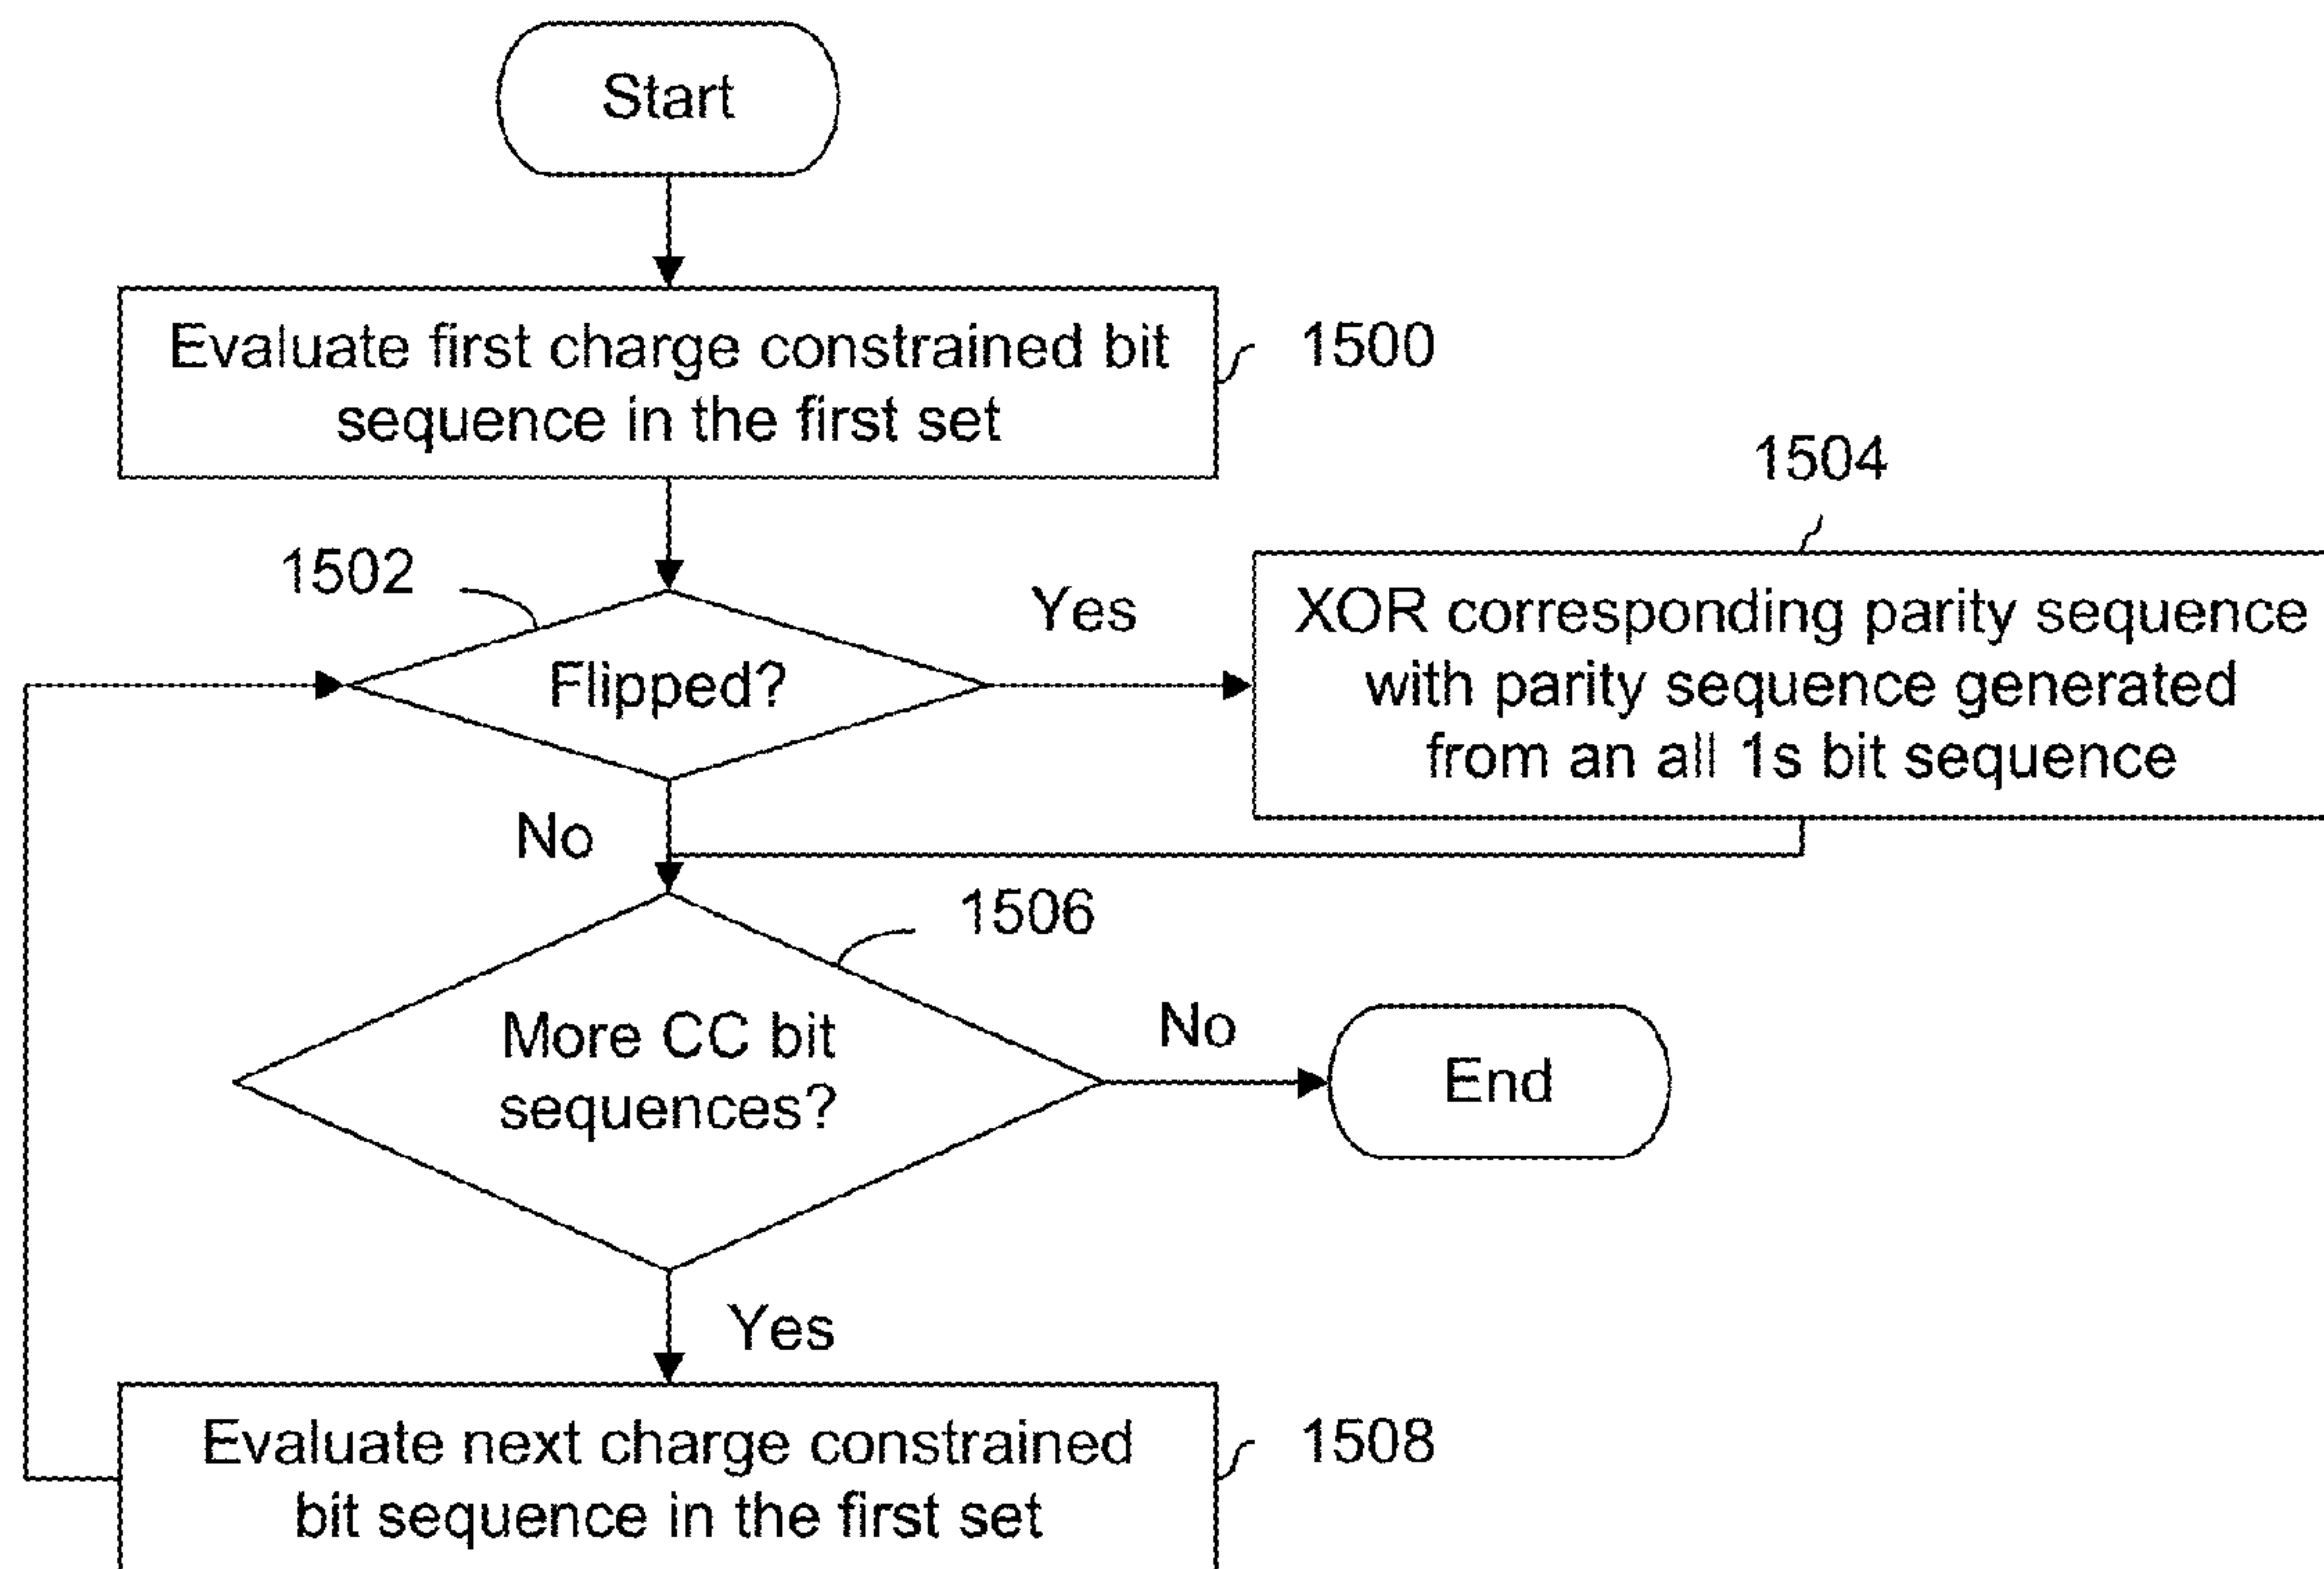 Start
Evaluate first charge constrained bit
sequence in the first set
1500
1504
1502
Flipped?
Yes
XOR corresponding parity sequence
with parity sequence generated
from an all 1s bit sequence
No
1506
More CC bit
sequences?
No
End
Yes
Evaluate next charge constrained
bit sequence in the first set
1508